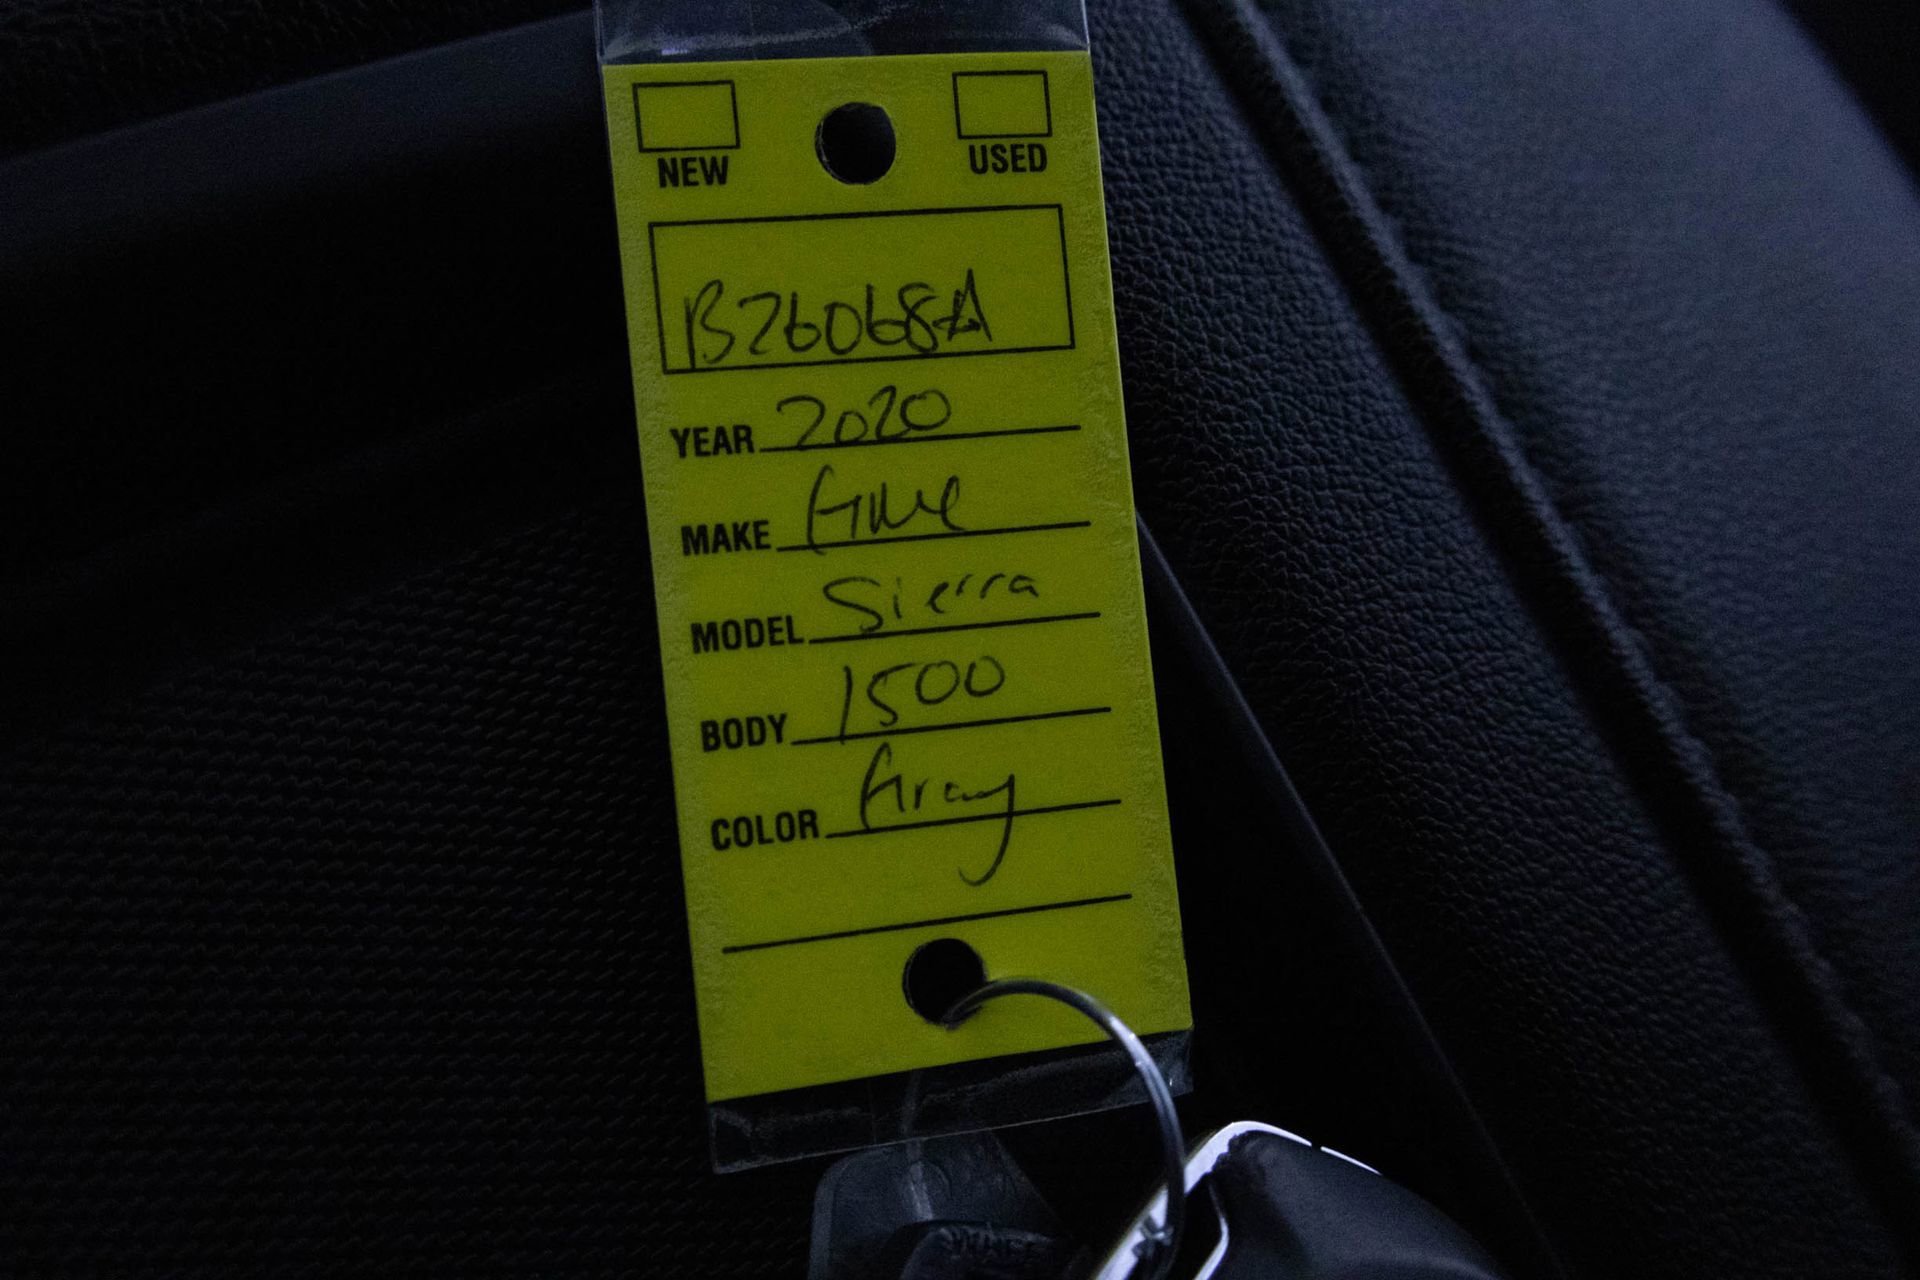 NEW USED
B26068A
YEAR 2020
MAKE GMC
MODEL Sierra
BODY 1500
COLOR Gray